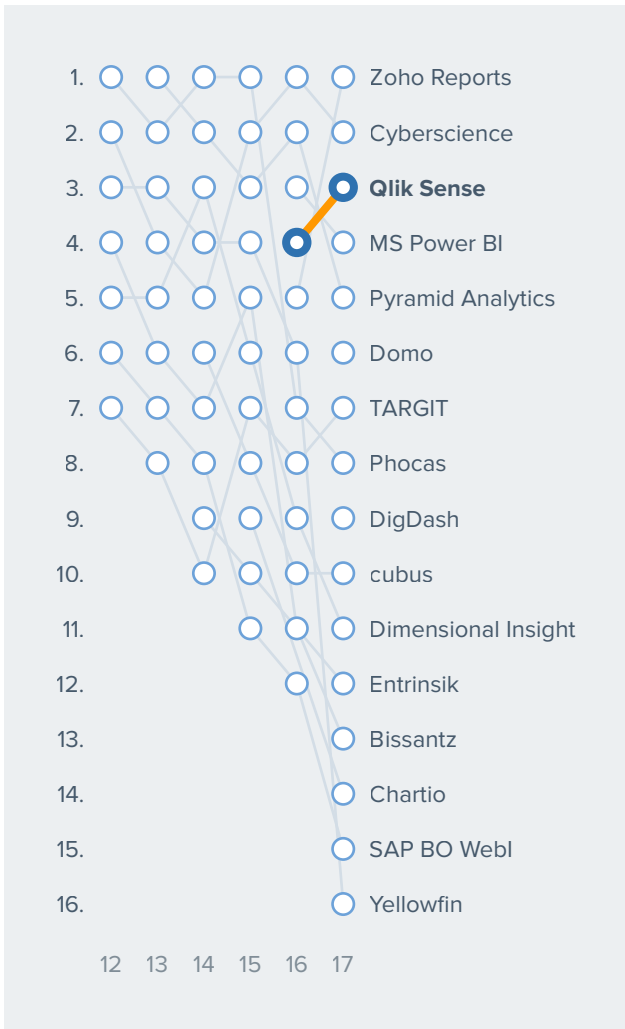 1. Zoho Reports
2. Cyberscience
3. Qlik Sense
4. MS Power BI
5. Pyramid Analytics
6. Domo
7. TARGIT
8. Phocas
9. DigDash
10. cubus
11. Dimensional Insight
12. Entrinsik
13. Bissantz
14. Chartio
15. SAP BO WebI
16. Yellowfin
12 13 14 15 16 17